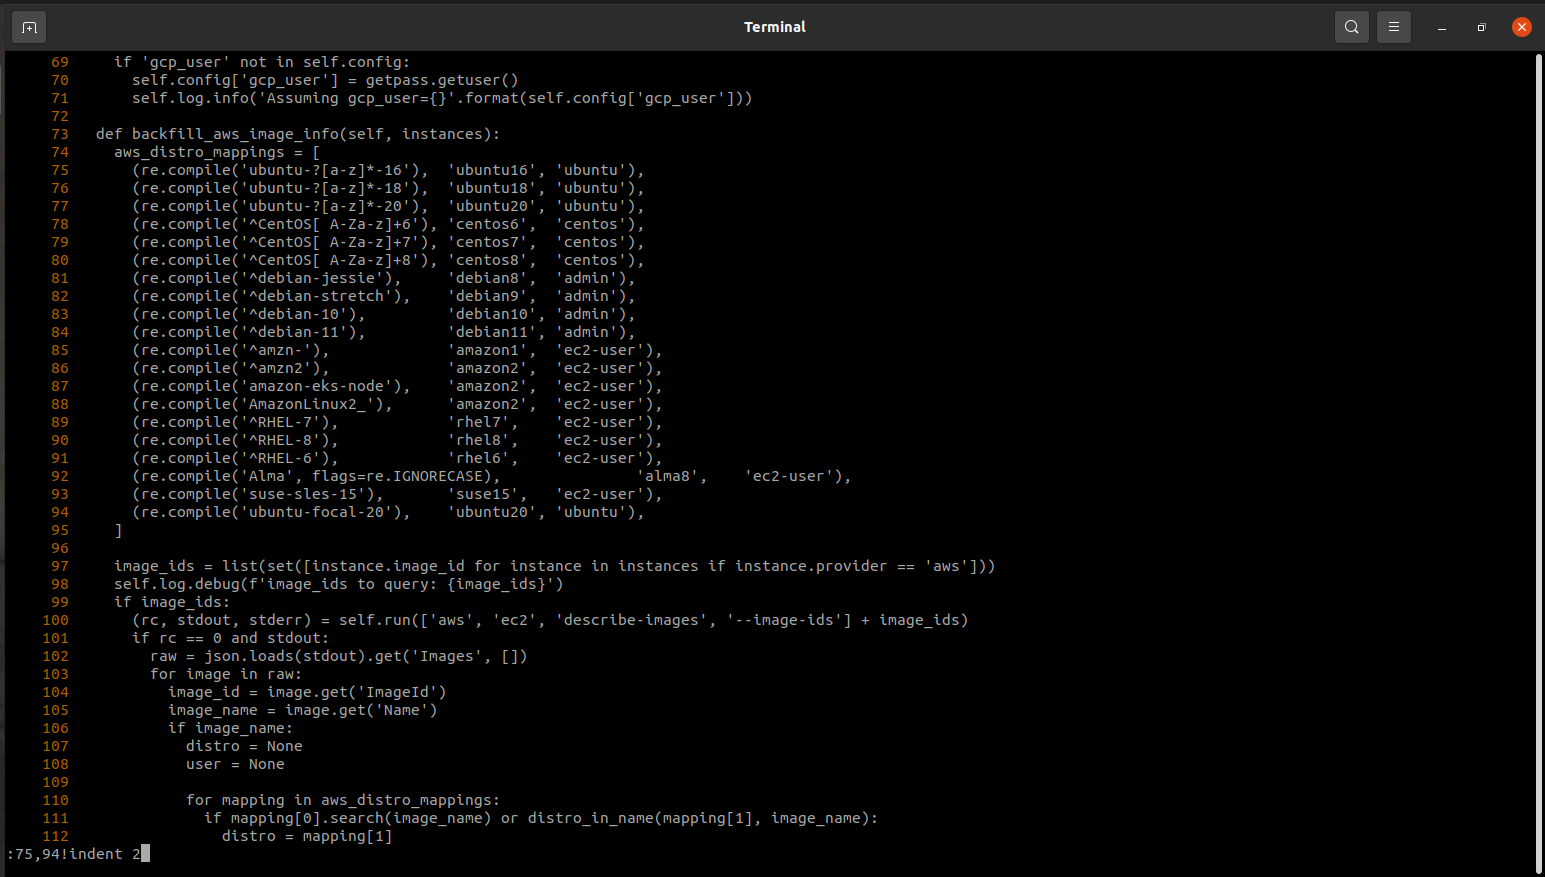 Terminal
69     if 'gcp_user' not in self.config:
70       self.config['gcp_user'] = getpass.getuser()
71       self.log.info('Assuming gcp_user={}'.format(self.config['gcp_user']))
72
73   def backfill_aws_image_info(self, instances):
74     aws_distro_mappings = [
75       (re.compile('ubuntu-?[a-z]*-16'),  'ubuntu16', 'ubuntu'),
76       (re.compile('ubuntu-?[a-z]*-18'),  'ubuntu18', 'ubuntu'),
77       (re.compile('ubuntu-?[a-z]*-20'),  'ubuntu20', 'ubuntu'),
78       (re.compile('^CentOS[ A-Za-z]+6'), 'centos6',  'centos'),
79       (re.compile('^CentOS[ A-Za-z]+7'), 'centos7',  'centos'),
80       (re.compile('^CentOS[ A-Za-z]+8'), 'centos8',  'centos'),
81       (re.compile('^debian-jessie'),     'debian8',  'admin'),
82       (re.compile('^debian-stretch'),    'debian9',  'admin'),
83       (re.compile('^debian-10'),         'debian10', 'admin'),
84       (re.compile('^debian-11'),         'debian11', 'admin'),
85       (re.compile('^amzn-'),             'amazon1',  'ec2-user'),
86       (re.compile('^amzn2'),             'amazon2',  'ec2-user'),
87       (re.compile('amazon-eks-node'),    'amazon2',  'ec2-user'),
88       (re.compile('AmazonLinux2_'),      'amazon2',  'ec2-user'),
89       (re.compile('^RHEL-7'),            'rhel7',    'ec2-user'),
90       (re.compile('^RHEL-8'),            'rhel8',    'ec2-user'),
91       (re.compile('^RHEL-6'),            'rhel6',    'ec2-user'),
92       (re.compile('Alma', flags=re.IGNORECASE),               'alma8',    'ec2-user'),
93       (re.compile('suse-sles-15'),       'suse15',   'ec2-user'),
94       (re.compile('ubuntu-focal-20'),    'ubuntu20', 'ubuntu'),
95     ]
96
97     image_ids = list(set([instance.image_id for instance in instances if instance.provider == 'aws']))
98     self.log.debug(f'image_ids to query: {image_ids}')
99     if image_ids:
100       (rc, stdout, stderr) = self.run(['aws', 'ec2', 'describe-images', '--image-ids'] + image_ids)
101       if rc == 0 and stdout:
102         raw = json.loads(stdout).get('Images', [])
103         for image in raw:
104           image_id = image.get('ImageId')
105           image_name = image.get('Name')
106           if image_name:
107             distro = None
108             user = None
109
110             for mapping in aws_distro_mappings:
111               if mapping[0].search(image_name) or distro_in_name(mapping[1], image_name):
112                 distro = mapping[1]
:75,94!indent 2